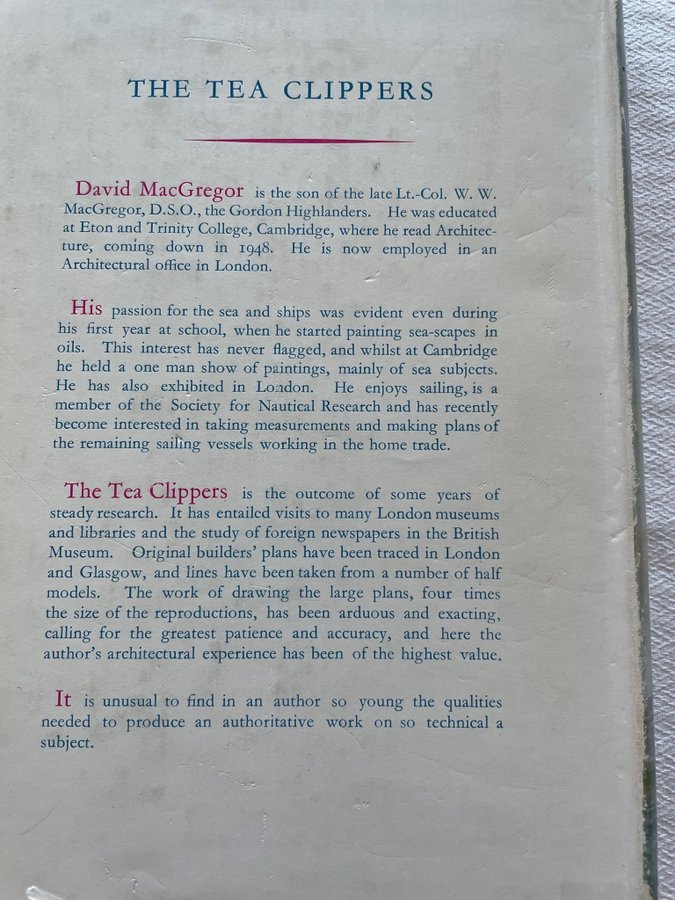 THE TEA CLIPPERS
David MacGregor is the son of the late Lt.-Col. W. W.
MacGregor, D.S.O., the Gordon Highlanders. He was educated
at Eton and Trinity College, Cambridge, where he read Architec-
ture, coming down in 1948. He is now employed in an
Architectural office in London.
His passion for the sea and ships was evident even during
his first year at school, when he started painting sea-scapes in
oils. This interest has never flagged, and whilst at Cambridge
he held a one man show of paintings, mainly of sea subjects.
He has also exhibited in London. He enjoys sailing, is a
member of the Society for Nautical Research and has recently
become interested in taking measurements and making plans of
the remaining sailing vessels working in the home trade.
The Tea Clippers is the outcome of some years of
steady research. It has entailed visits to many London museums
and libraries and the study of foreign newspapers in the British
Museum. Original builders' plans have been traced in London
and Glasgow, and lines have been taken from a number of half
models. The work of drawing the large plans, four times
the size of the reproductions, has been arduous and exacting,
calling for the greatest patience and accuracy, and here the
author's architectural experience has been of the highest value.
It is unusual to find in an author so young the qualities
needed to produce an authoritative work on so technical a
subject.